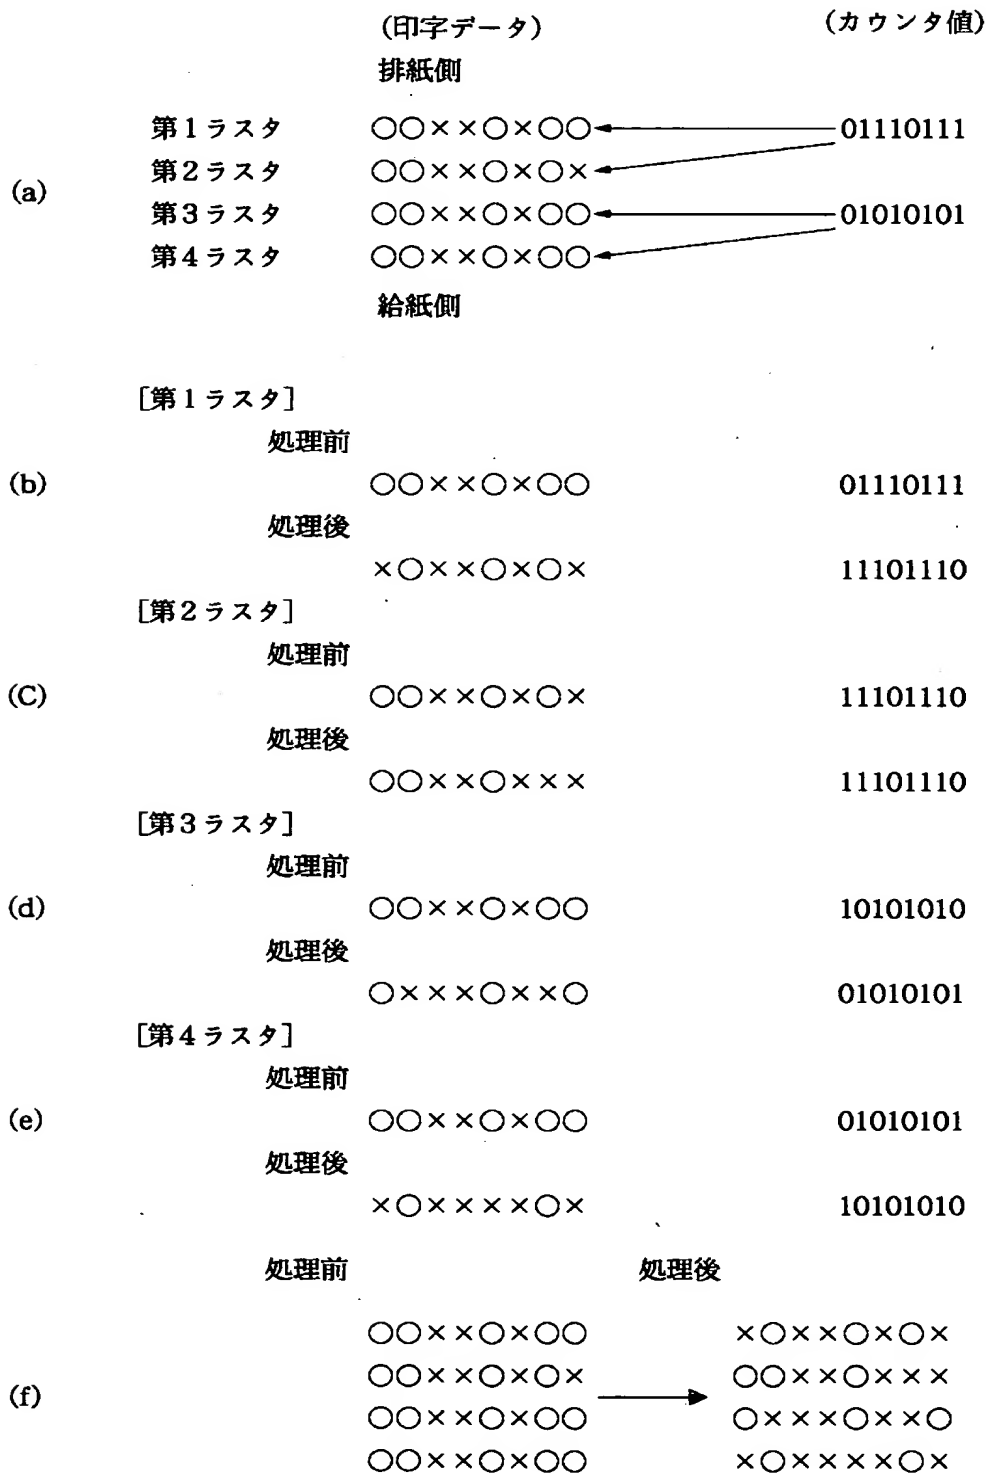 (印字データ) (カウンタ値)
排紙側
第1ラスタ ○○××○×○○ 01110111
第2ラスタ ○○××○×○×
(a)
第3ラスタ ○○××○×○○ 01010101
第4ラスタ ○○××○×○○
給紙側
[第1ラスタ]
処理前
(b) ○○××○×○○ 01110111
処理後
×○××○×○× 11101110
[第2ラスタ]
処理前
(C) ○○××○×○× 11101110
処理後
○○××○××× 11101110
[第3ラスタ]
処理前
(d) ○○××○×○○ 10101010
処理後
○×××○××○ 01010101
[第4ラスタ]
処理前
(e) ○○××○×○○ 01010101
処理後
×○××××○× 10101010
処理前 処理後
○○××○×○○ ×○××○×○×
○○××○×○× ○○××○×××
(f)
○○××○×○○ ○×××○××○
○○××○×○○ ×○××××○×